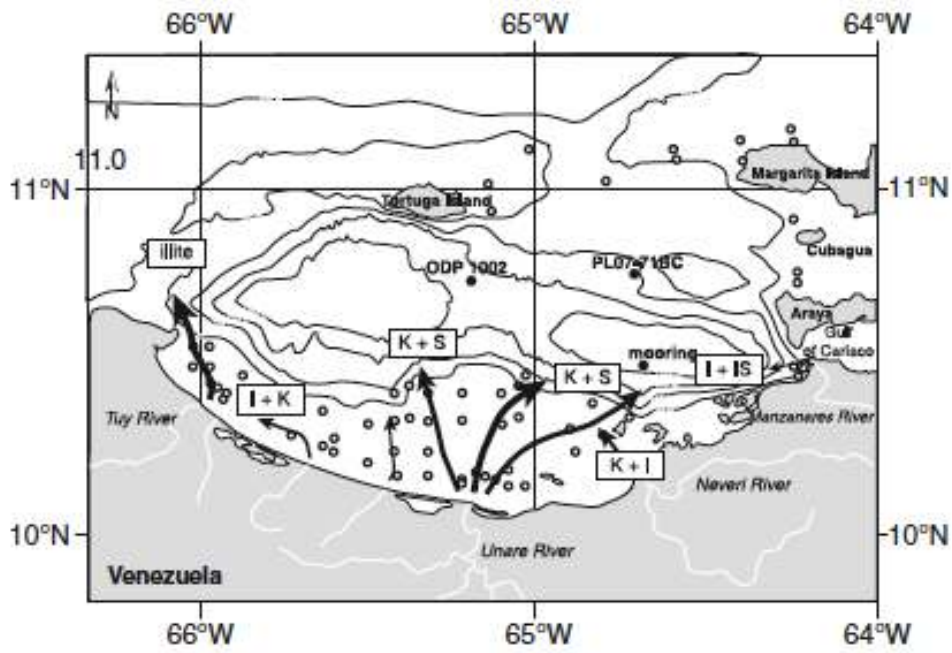 66°W 65°W 64°W
N
11.0
11°N 11°N
Margarita Island
Tortuga Island
illite
Cubagua
ODP 1002
PL07-71BC
Araya
Gulf
of Cariaco
K + S
mooring
I + IS
K + S
I + K
Tuy River
Manzanares River
K + I
Neveri River
10°N 10°N
Unare River
Venezuela
66°W 65°W 64°W